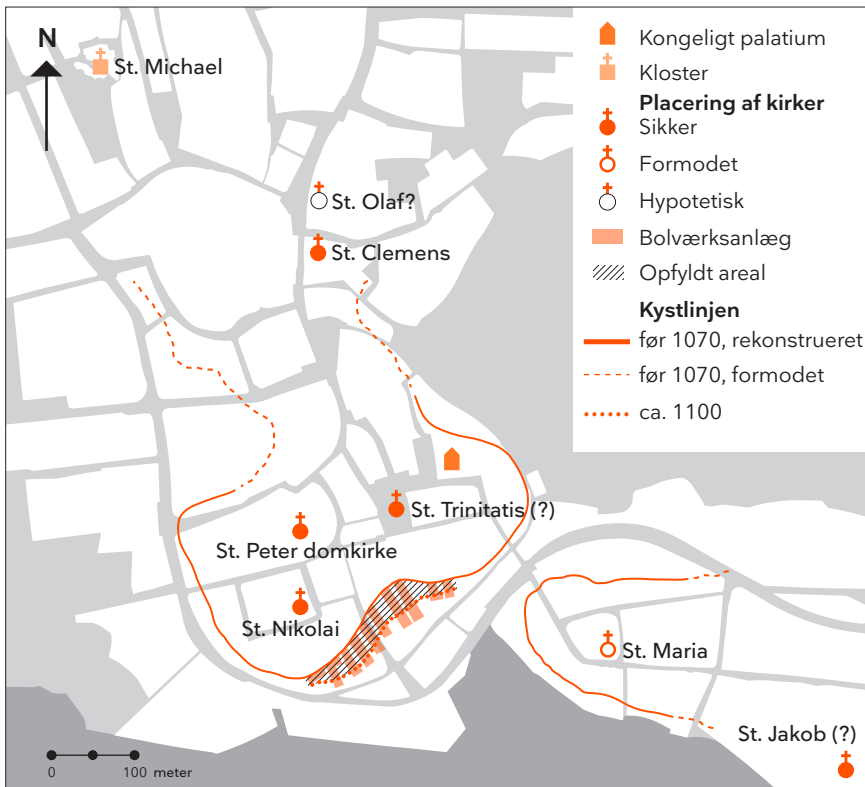 N
St. Michael
St. Olaf?
St. Clemens
St. Trinitatis (?)
St. Peter domkirke
St. Nikolai
St. Maria
St. Jakob (?)
0 100 meter
Kongeligt palatium
Kloster
Placering af kirker
Sikker
Formodet
Hypotetisk
Bolværksanlæg
Opfyldt areal
Kystlinjen
før 1070, rekonstrueret
før 1070, formodet
ca. 1100